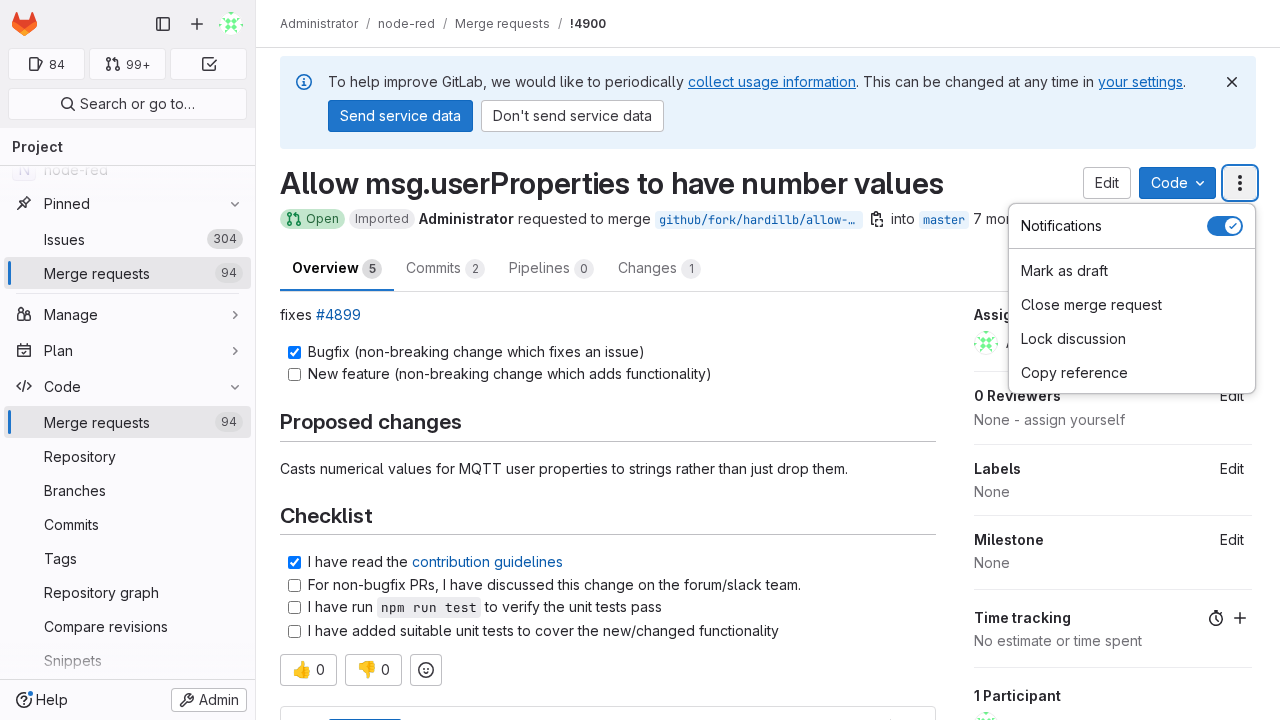 Administrator / node-red / Merge requests / !4900
84
99+
Search or go to…
Project
N node-red
Pinned
Issues 304
Merge requests 94
Manage
Plan
Code
Merge requests 94
Repository
Branches
Commits
Tags
Repository graph
Compare revisions
Snippets
Help
Admin
To help improve GitLab, we would like to periodically collect usage information. This can be changed at any time in your settings.
Send service data
Don't send service data
Allow msg.userProperties to have number values
Edit
Code
Open Imported Administrator requested to merge github/fork/hardillb/allow-… into master 7 mon
Notifications
Mark as draft
Close merge request
Lock discussion
Copy reference
Overview 5
Commits 2
Pipelines 0
Changes 1
fixes #4899
Bugfix (non-breaking change which fixes an issue)
New feature (non-breaking change which adds functionality)
Proposed changes
Casts numerical values for MQTT user properties to strings rather than just drop them.
Checklist
I have read the contribution guidelines
For non-bugfix PRs, I have discussed this change on the forum/slack team.
I have run npm run test to verify the unit tests pass
I have added suitable unit tests to cover the new/changed functionality
👍 0
👎 0
0 Reviewers Edit
None - assign yourself
Labels Edit
None
Milestone Edit
None
Time tracking
No estimate or time spent
1 Participant